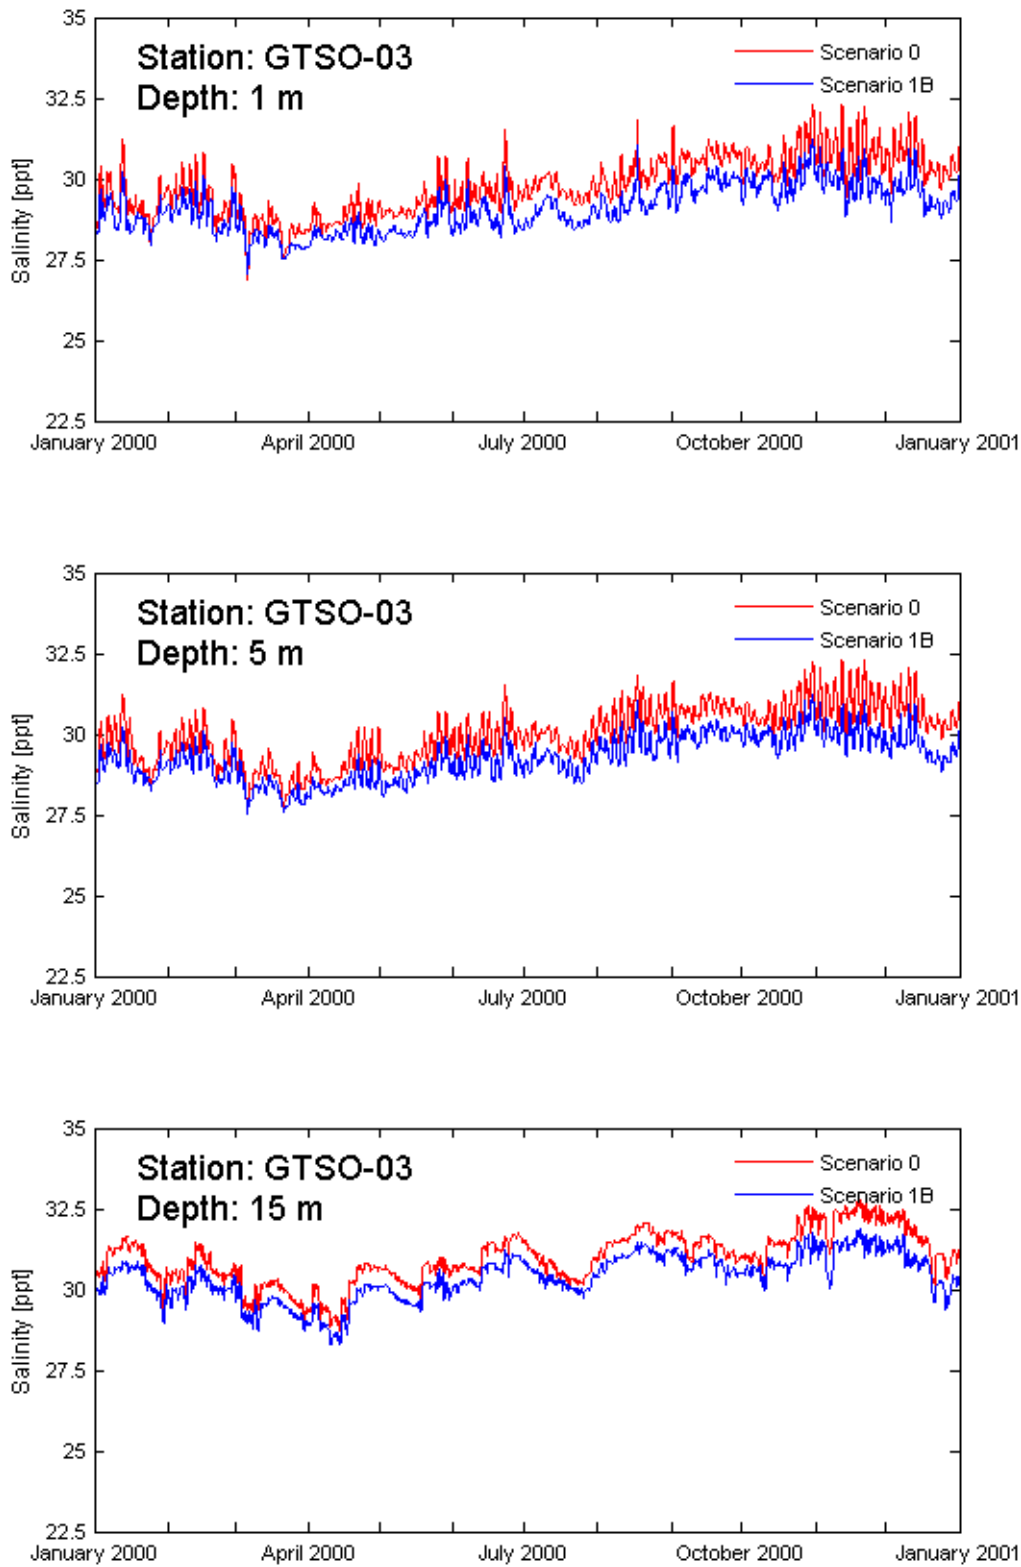 35
Station: GTSO-03
Scenario 0
Depth: 1 m
Scenario 1B
32.5
30
Salinity [ppt]
27.5
25
22.5
January 2000
April 2000
July 2000
October 2000
January 2001
35
Station: GTSO-03
Scenario 0
Depth: 5 m
Scenario 1B
32.5
30
Salinity [ppt]
27.5
25
22.5
January 2000
April 2000
July 2000
October 2000
January 2001
35
Station: GTSO-03
Scenario 0
Depth: 15 m
Scenario 1B
32.5
30
Salinity [ppt]
27.5
25
22.5
January 2000
April 2000
July 2000
October 2000
January 2001